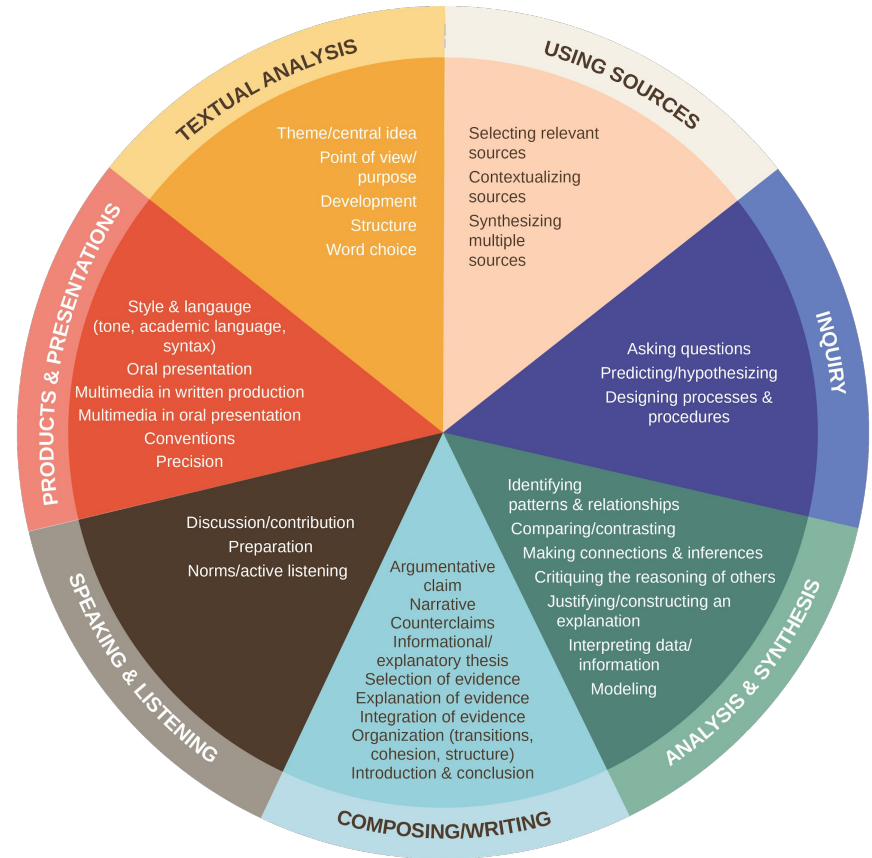 TEXTUAL ANALYSIS
Theme/central idea
Point of view/
purpose
Development
Structure
Word choice
USING SOURCES
Selecting relevant
sources
Contextualizing
sources
Synthesizing
multiple
sources
INQUIRY
Asking questions
Predicting/hypothesizing
Designing processes &
procedures
ANALYSIS & SYNTHESIS
Identifying
patterns & relationships
Comparing/contrasting
Making connections & inferences
Critiquing the reasoning of others
Justifying/constructing an
explanation
Interpreting data/
information
Modeling
COMPOSING/WRITING
Argumentative
claim
Narrative
Counterclaims
Informational/
explanatory thesis
Selection of evidence
Explanation of evidence
Integration of evidence
Organization (transitions,
cohesion, structure)
Introduction & conclusion
SPEAKING & LISTENING
Discussion/contribution
Preparation
Norms/active listening
PRODUCTS & PRESENTATIONS
Style & langauge
(tone, academic language,
syntax)
Oral presentation
Multimedia in written production
Multimedia in oral presentation
Conventions
Precision